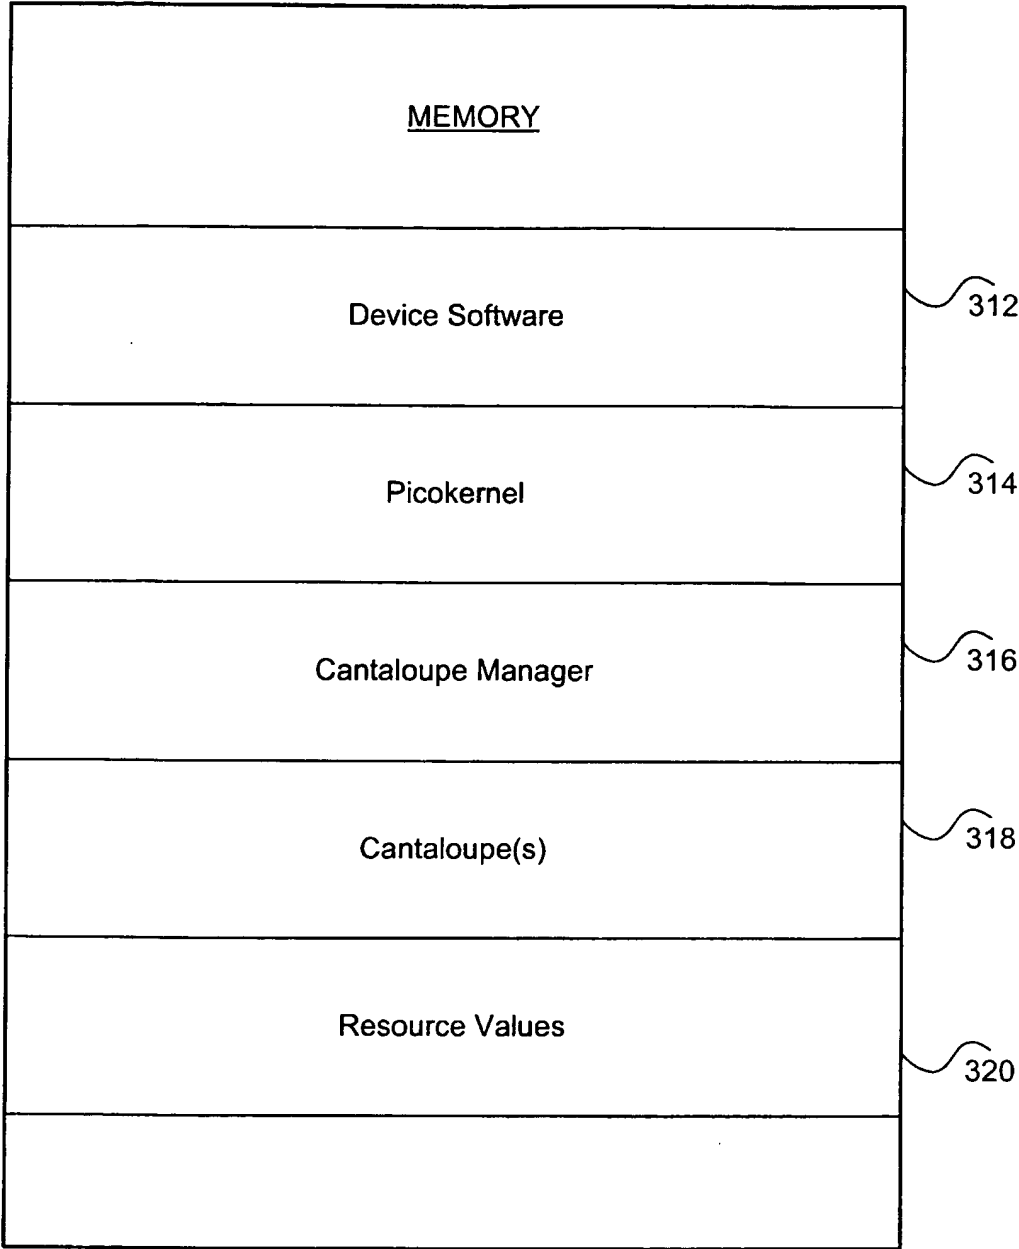 MEMORY
Device Software
312
Picokernel
314
Cantaloupe Manager
316
Cantaloupe(s)
318
Resource Values
320